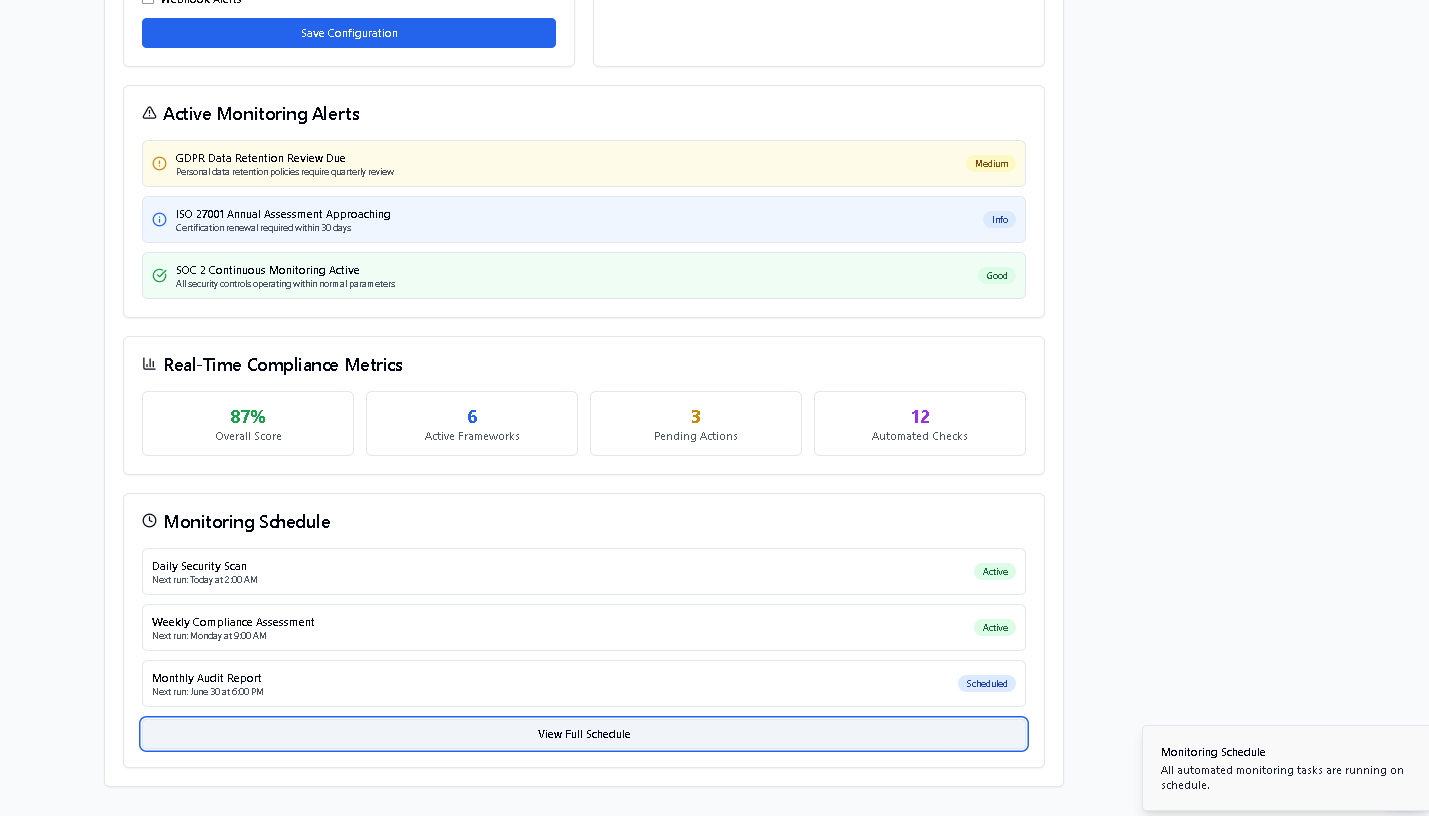 Webhook Alerts
Save Configuration
Active Monitoring Alerts
GDPR Data Retention Review Due
Personal data retention policies require quarterly review
Medium
ISO 27001 Annual Assessment Approaching
Certification renewal required within 30 days
Info
SOC 2 Continuous Monitoring Active
All security controls operating within normal parameters
Good
Real-Time Compliance Metrics
87%
Overall Score
6
Active Frameworks
3
Pending Actions
12
Automated Checks
Monitoring Schedule
Daily Security Scan
Next run: Today at 2:00 AM
Active
Weekly Compliance Assessment
Next run: Monday at 9:00 AM
Active
Monthly Audit Report
Next run: June 30 at 6:00 PM
Scheduled
View Full Schedule
Monitoring Schedule
All automated monitoring tasks are running on
schedule.